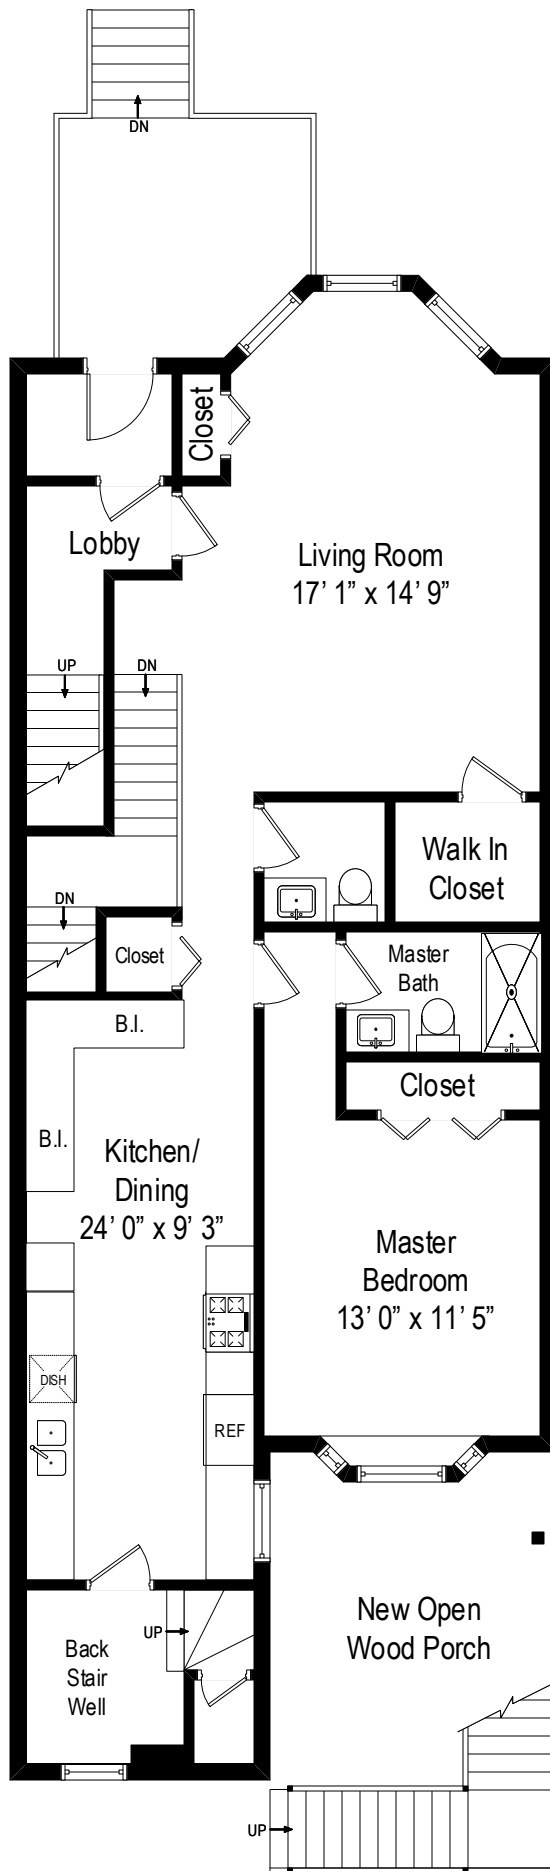 DN
Closet
Lobby
Living Room
17’ 1” x 14’ 9”
UP
DN
Walk In
Closet
DN
Closet
Master
Bath
B.I.
Closet
B.I.
Kitchen/
Dining
24’ 0” x 9’ 3”
Master
Bedroom
13’ 0” x 11’ 5”
DISH
REF
New Open
Wood Porch
UP
Back
Stair
Well
UP